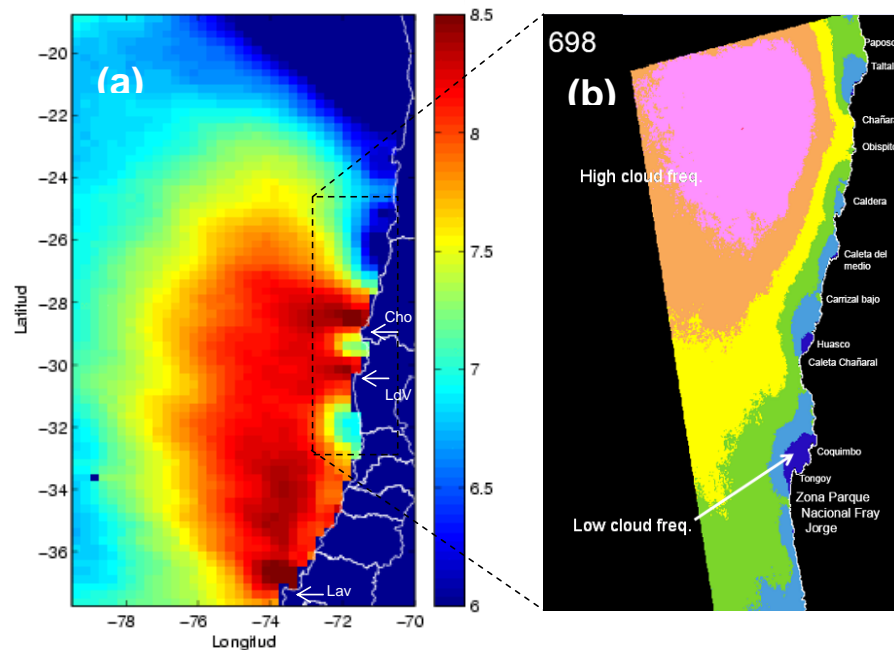 (a)
−20
−22
−24
−26
−28
−30
−32
−34
−36
Latitud
−78
−76
−74
−72
−70
Longitud
Cho
LdV
Lav
8.5
8
7.5
7
6.5
6
698
(b)
High cloud freq.
Low cloud freq.
Paposo
Taltal
Chañaral
Obispito
Caldera
Caleta del
medio
Carrizal bajo
Huasco
Caleta Chañaral
Coquimbo
Tongoy
Zona Parque
Nacional Fray
Jorge